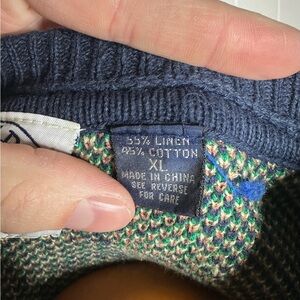 55% LINEN
45% COTTON
XL
MADE IN CHINA
SEE REVERSE
FOR CARE